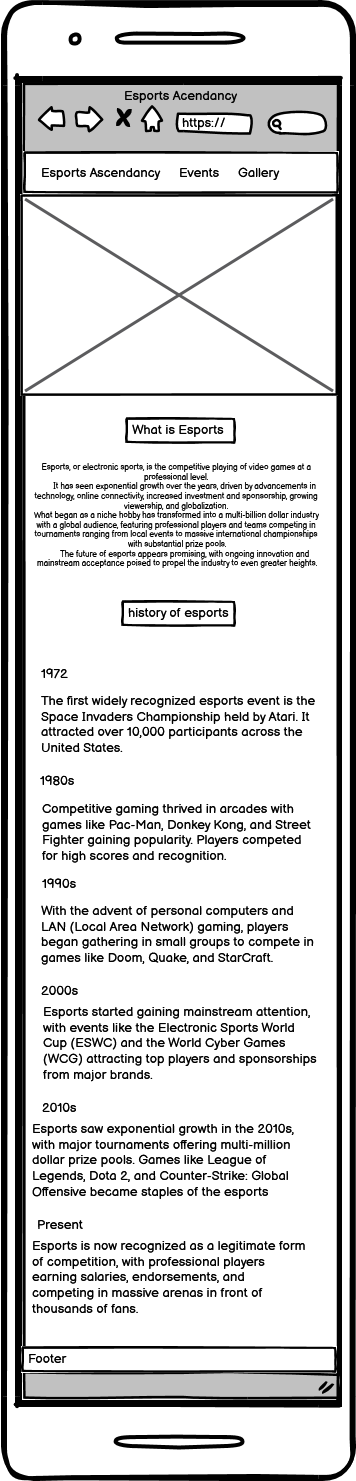 Esports Acendancy
https://
Esports Ascendancy Events Gallery
What is Esports
Esports, or electronic sports, is the competitive playing of video games at a
professional level.
It has seen exponential growth over the years, driven by advancements in
technology, online connectivity, increased investment and sponsorship, growing
viewership, and globalization.
What began as a niche hobby has transformed into a multi-billion dollar industry
with a global audience, featuring professional players and teams competing in
tournaments ranging from local events to massive international championships
with substantial prize pools.
The future of esports appears promising, with ongoing innovation and
mainstream acceptance poised to propel the industry to even greater heights.
history of esports
1972
The first widely recognized esports event is the
Space Invaders Championship held by Atari. It
attracted over 10,000 participants across the
United States.
1980s
Competitive gaming thrived in arcades with
games like Pac-Man, Donkey Kong, and Street
Fighter gaining popularity. Players competed
for high scores and recognition.
1990s
With the advent of personal computers and
LAN (Local Area Network) gaming, players
began gathering in small groups to compete in
games like Doom, Quake, and StarCraft.
2000s
Esports started gaining mainstream attention,
with events like the Electronic Sports World
Cup (ESWC) and the World Cyber Games
(WCG) attracting top players and sponsorships
from major brands.
2010s
Esports saw exponential growth in the 2010s,
with major tournaments offering multi-million
dollar prize pools. Games like League of
Legends, Dota 2, and Counter-Strike: Global
Offensive became staples of the esports
Present
Esports is now recognized as a legitimate form
of competition, with professional players
earning salaries, endorsements, and
competing in massive arenas in front of
thousands of fans.
Footer